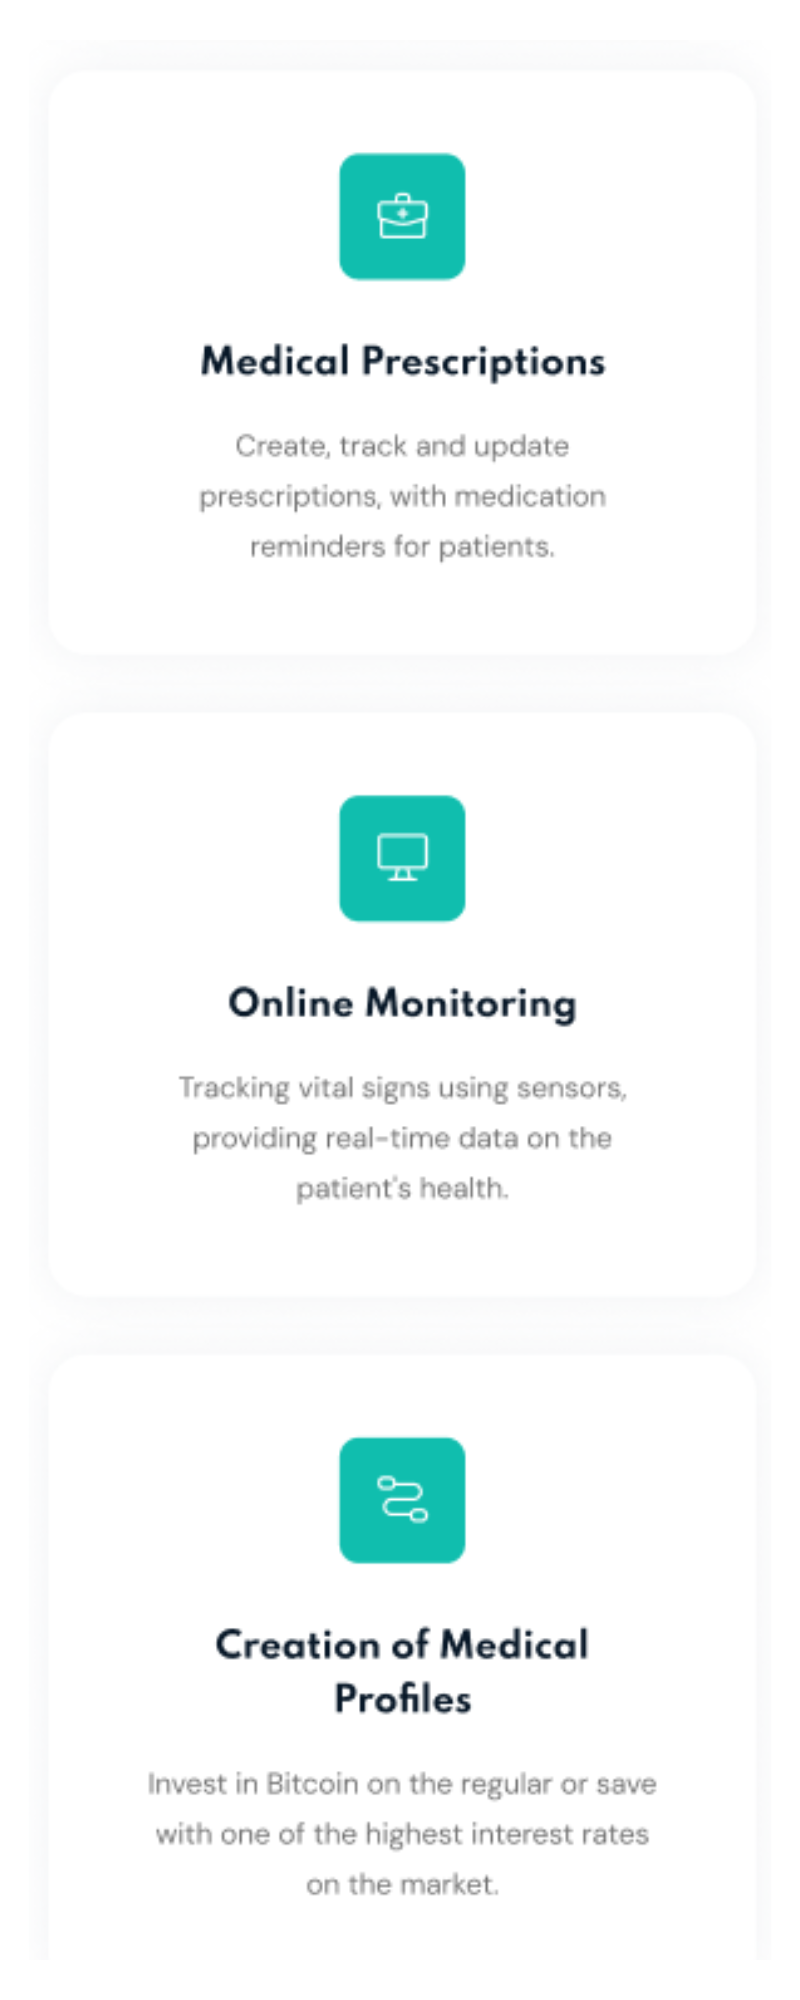 Medical Prescriptions
Create, track and update
prescriptions, with medication
reminders for patients.
Online Monitoring
Tracking vital signs using sensors,
providing real-time data on the
patient's health.
Creation of Medical
Profiles
Invest in Bitcoin on the regular or save
with one of the highest interest rates
on the market.